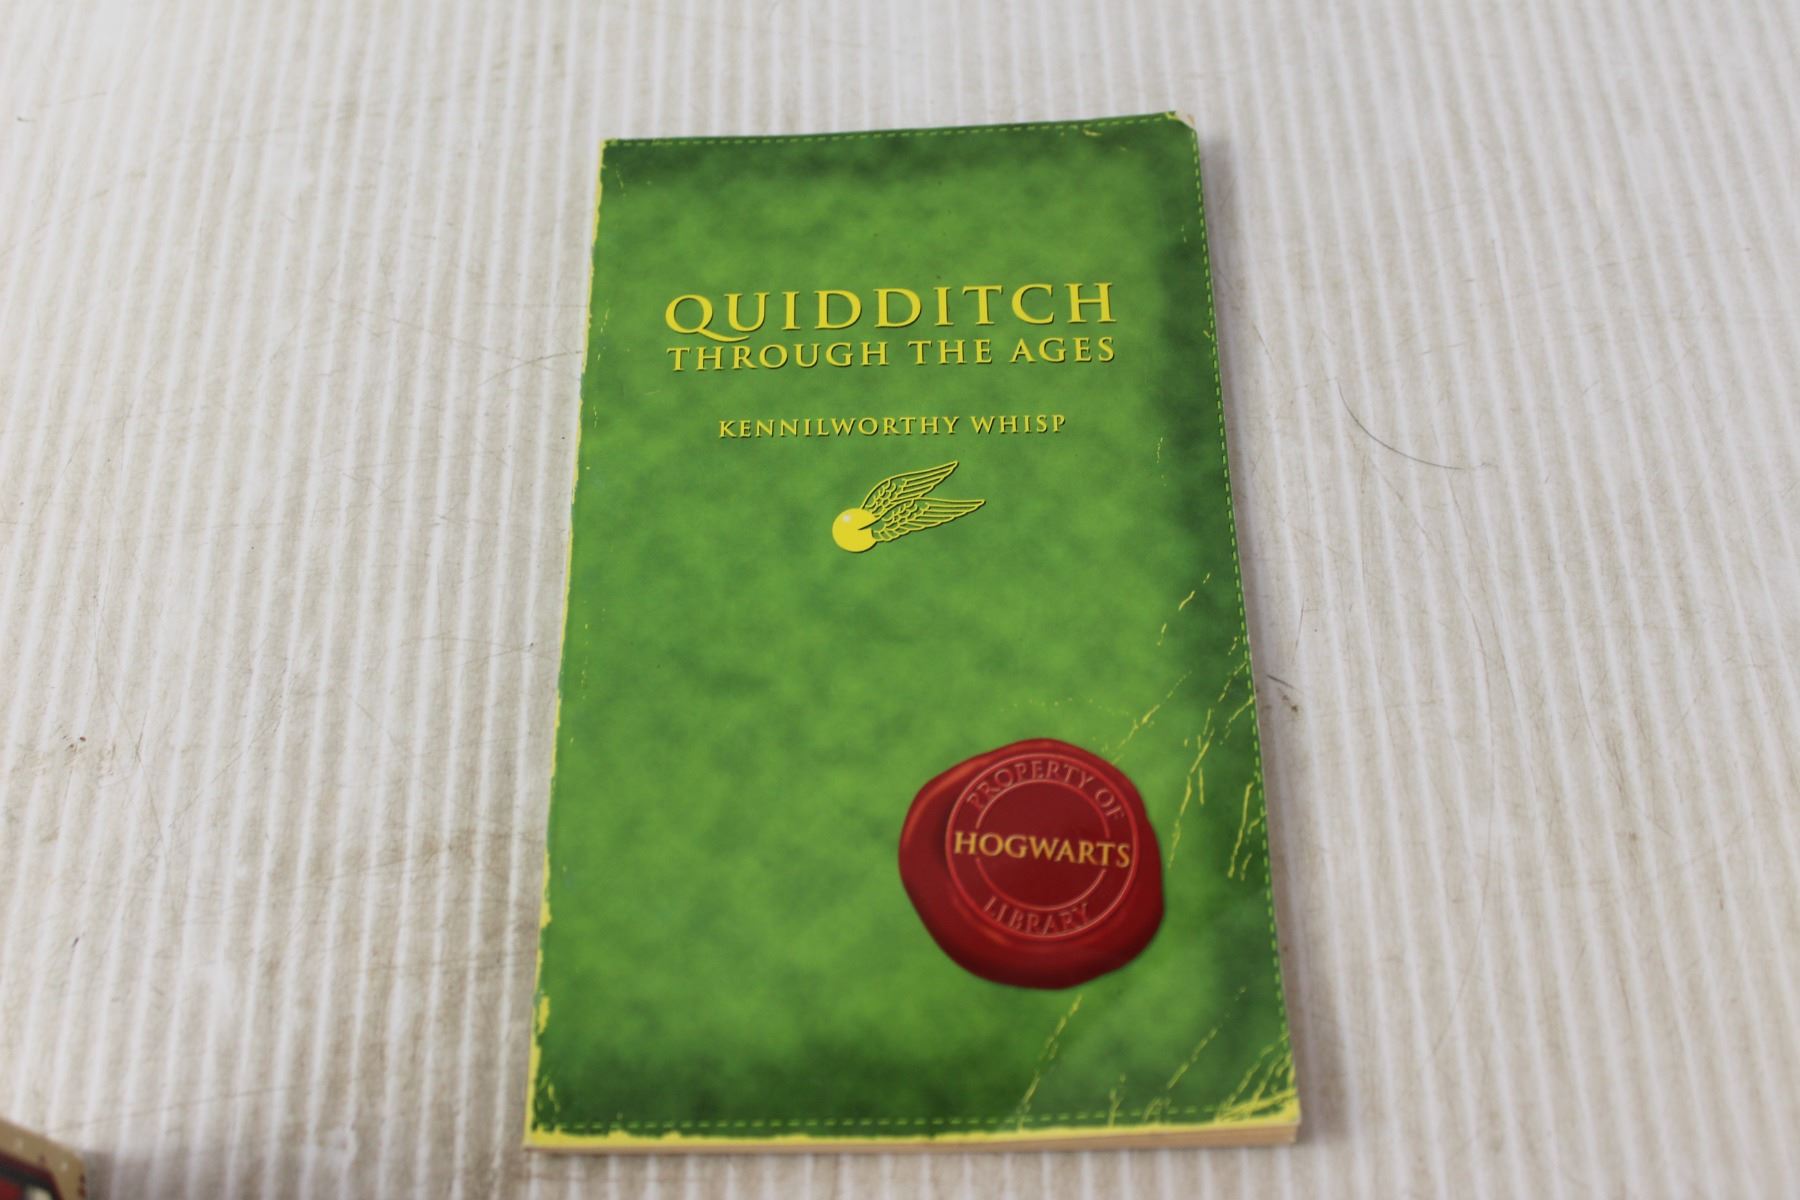 QUIDDITCH
THROUGH THE AGES
KENNILWORTHY WHISP
PROPERTY OF
HOGWARTS
LIBRARY